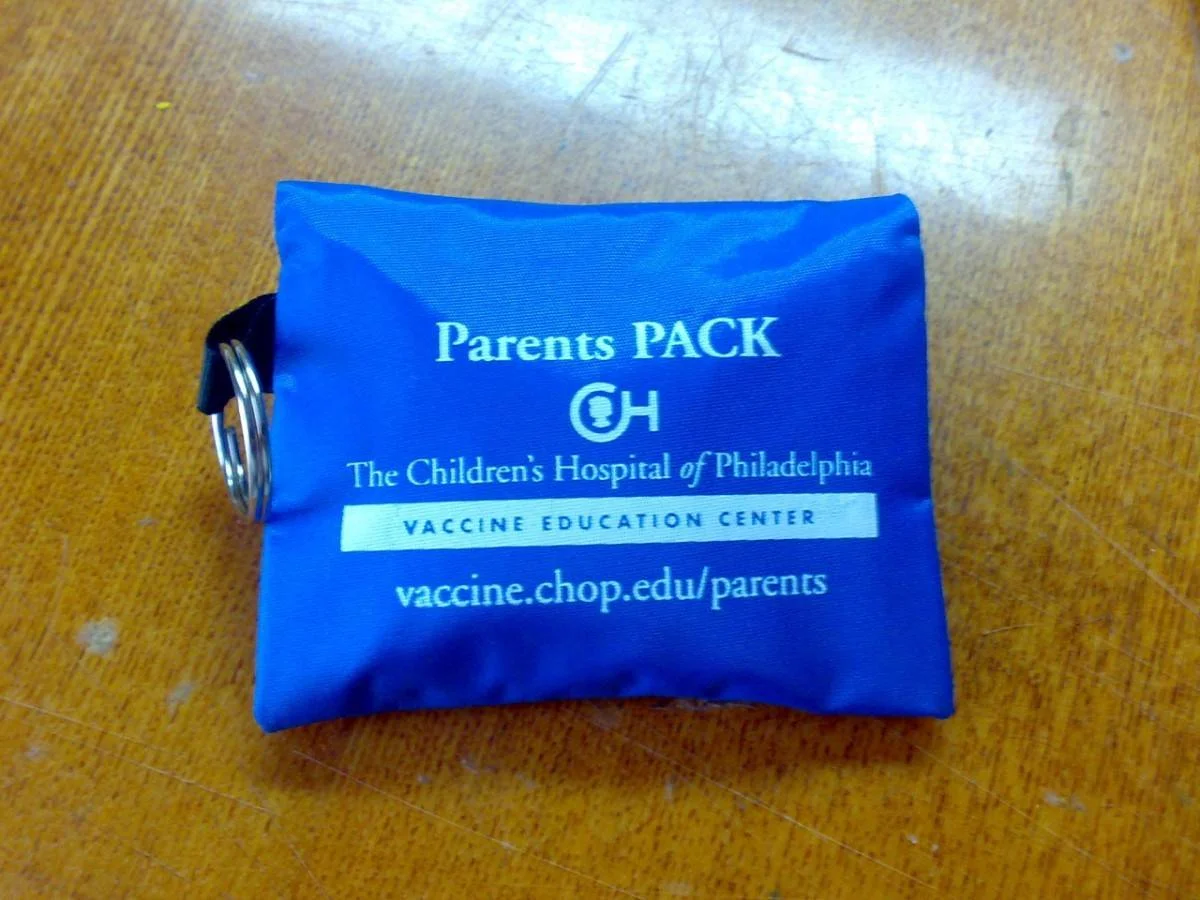 Parents PACK
CH
The Children's Hospital of Philadelphia
VACCINE EDUCATION CENTER
vaccine.chop.edu/parents